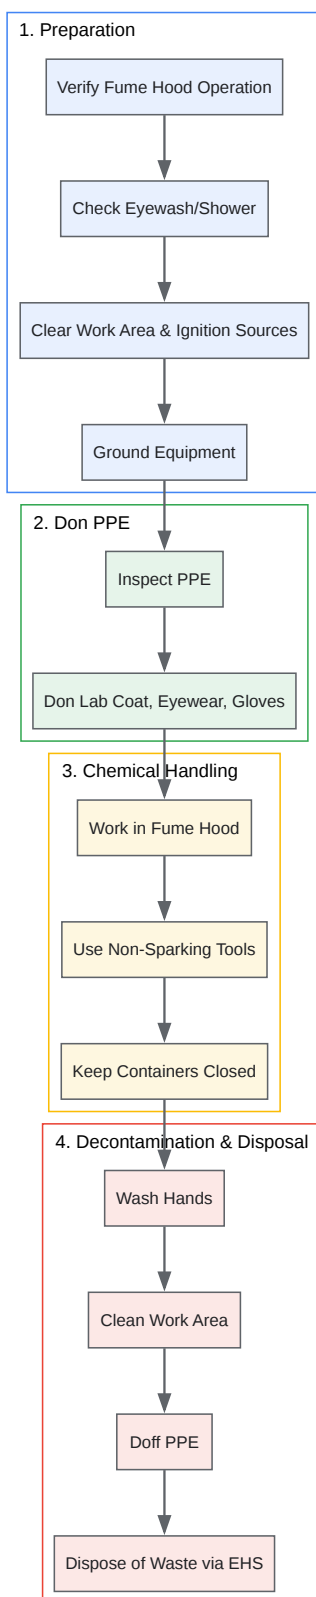 1. Preparation
Verify Fume Hood Operation
Check Eyewash/Shower
Clear Work Area & Ignition Sources
Ground Equipment
2. Don PPE
Inspect PPE
Don Lab Coat, Eyewear, Gloves
3. Chemical Handling
Work in Fume Hood
Use Non-Sparking Tools
Keep Containers Closed
4. Decontamination & Disposal
Wash Hands
Clean Work Area
Doff PPE
Dispose of Waste via EHS